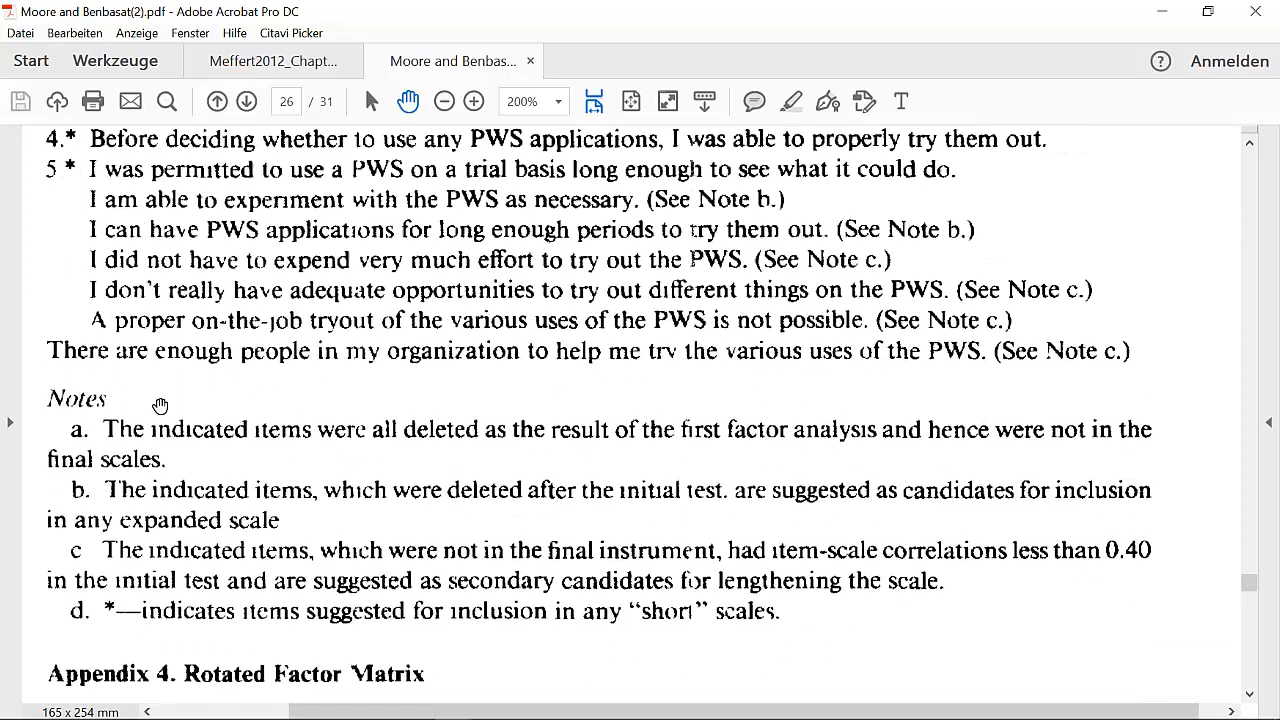 Moore and Benbasat(2).pdf - Adobe Acrobat Pro DC
Datei Bearbeiten Anzeige Fenster Hilfe Citavi Picker
Start Werkzeuge Meffert2012_Chapt... Moore and Benbas... × Anmelden
26 / 31 200%
4.* Before deciding whether to use any PWS applications, I was able to properly try them out.
5 * I was permitted to use a PWS on a trial basis long enough to see what it could do.
I am able to experiment with the PWS as necessary. (See Note b.)
I can have PWS applications for long enough periods to try them out. (See Note b.)
I did not have to expend very much effort to try out the PWS. (See Note c.)
I don't really have adequate opportunities to try out different things on the PWS. (See Note c.)
A proper on-the-job tryout of the various uses of the PWS is not possible. (See Note c.)
There are enough people in my organization to help me try the various uses of the PWS. (See Note c.)
Notes
a. The indicated items were all deleted as the result of the first factor analysis and hence were not in the
final scales.
b. The indicated items, which were deleted after the initial test. are suggested as candidates for inclusion
in any expanded scale
c The indicated items, which were not in the final instrument, had item-scale correlations less than 0.40
in the initial test and are suggested as secondary candidates for lengthening the scale.
d. *—indicates items suggested for inclusion in any "short" scales.
Appendix 4. Rotated Factor Matrix
165 x 254 mm